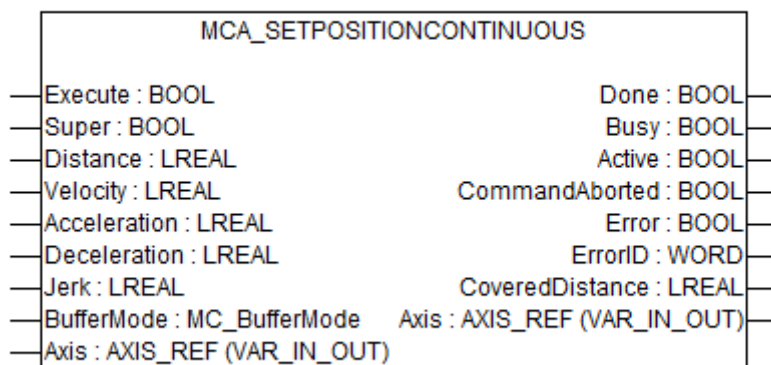 MCA_SETPOSITIONCONTINUOUS
Execute : BOOL Done : BOOL
Super : BOOL Busy : BOOL
Distance : LREAL Active : BOOL
Velocity : LREAL CommandAborted : BOOL
Acceleration : LREAL Error : BOOL
Deceleration : LREAL ErrorID : WORD
Jerk : LREAL CoveredDistance : LREAL
BufferMode : MC_BufferMode Axis : AXIS_REF (VAR_IN_OUT)
Axis : AXIS_REF (VAR_IN_OUT)